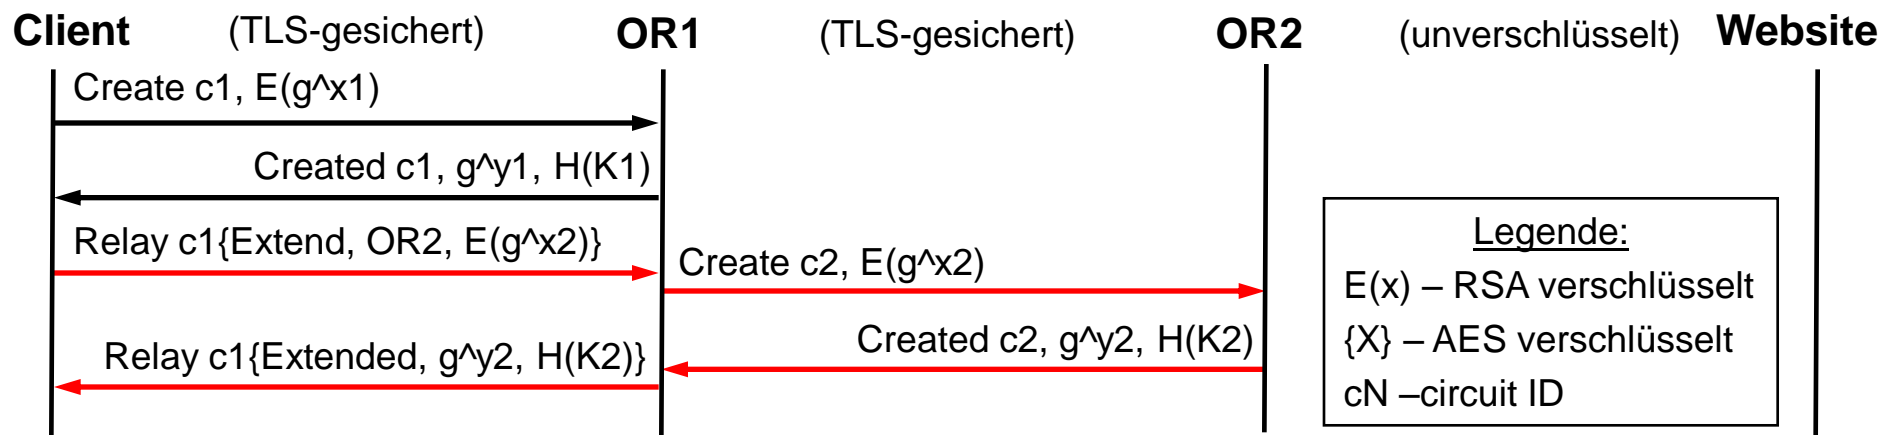 Client (TLS-gesichert) OR1 (TLS-gesichert) OR2 (unverschlüsselt) Website
Create c1, E(g^x1)
Created c1, g^y1, H(K1)
Relay c1{Extend, OR2, E(g^x2)}
Create c2, E(g^x2)
Created c2, g^y2, H(K2)
Relay c1{Extended, g^y2, H(K2)}
Legende:
E(x) – RSA verschlüsselt
{X} – AES verschlüsselt
cN –circuit ID